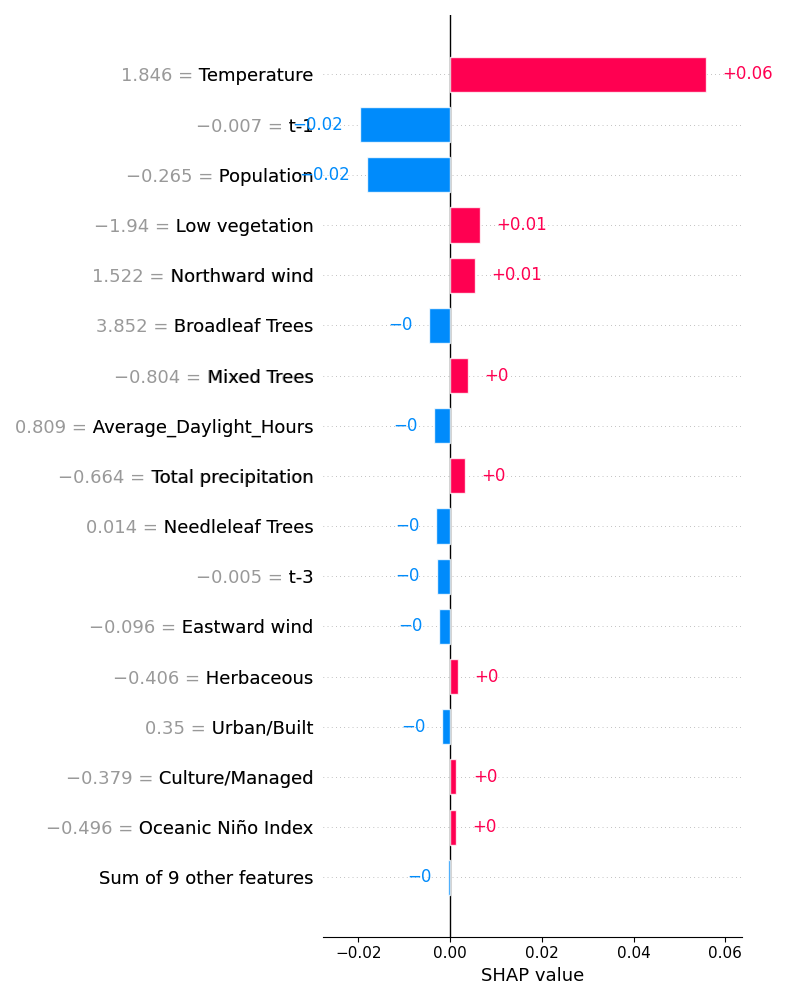 1.846 = Temperature +0.06
−0.007 = t-1 −0.02
−0.265 = Population −0.02
−1.94 = Low vegetation +0.01
1.522 = Northward wind +0.01
3.852 = Broadleaf Trees −0
−0.804 = Mixed Trees +0
0.809 = Average_Daylight_Hours −0
−0.664 = Total precipitation +0
0.014 = Needleleaf Trees −0
−0.005 = t-3 −0
−0.096 = Eastward wind −0
−0.406 = Herbaceous +0
0.35 = Urban/Built −0
−0.379 = Culture/Managed +0
−0.496 = Oceanic Niño Index +0
Sum of 9 other features −0
−0.02 0.00 0.02 0.04 0.06
SHAP value